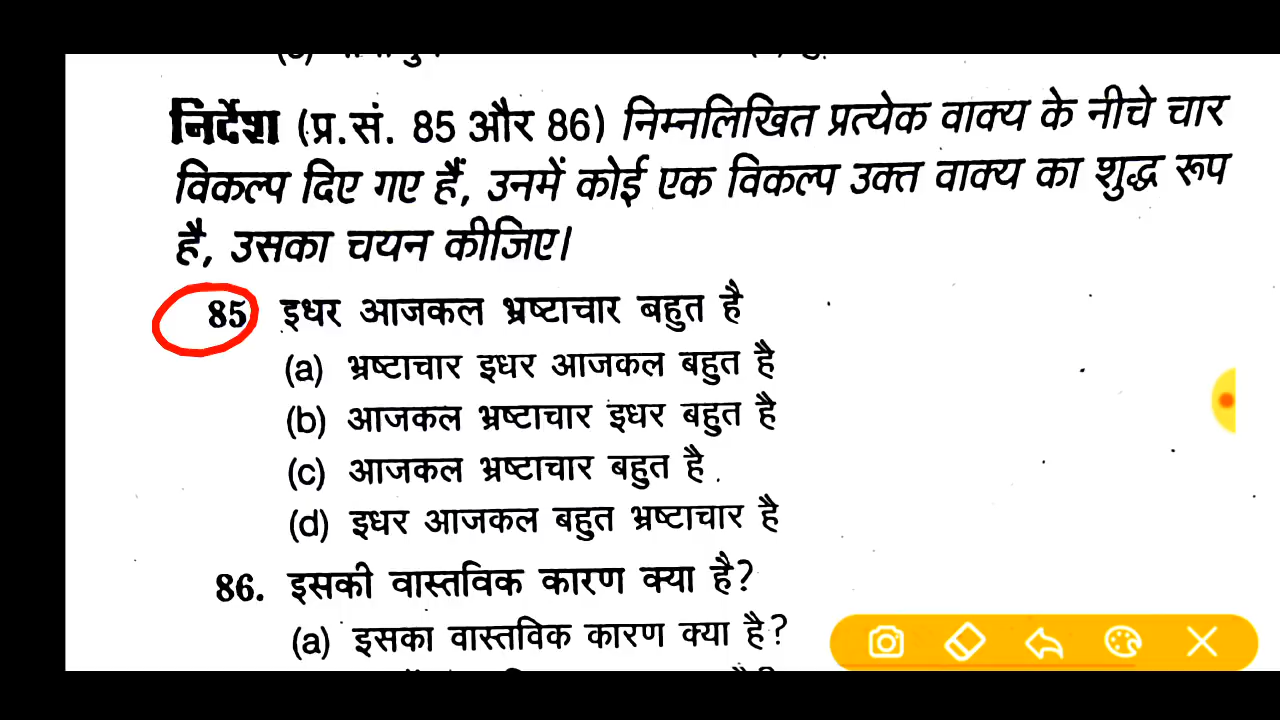 निर्देश (प्र.सं. 85 और 86) निम्नलिखित प्रत्येक वाक्य के नीचे चार
विकल्प दिए गए हैं, उनमें कोई एक विकल्प उक्त वाक्य का शुद्ध रूप
है, उसका चयन कीजिए।
85 इधर आजकल भ्रष्टाचार बहुत है
(a) भ्रष्टाचार इधर आजकल बहुत है
(b) आजकल भ्रष्टाचार इधर बहुत है
(c) आजकल भ्रष्टाचार बहुत है
(d) इधर आजकल बहुत भ्रष्टाचार है
86. इसकी वास्तविक कारण क्या है?
(a) इसका वास्तविक कारण क्या है?